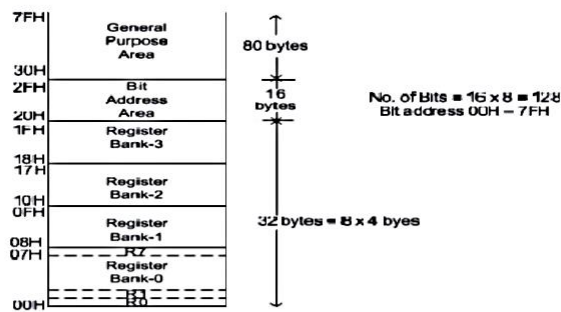 7FH
General
Purpose
Area
80 bytes
30H
2FH
Bit
Address
Area
16
bytes
No. of Bits = 16 x 8 = 128
Bit address 00H – 7FH
20H
1FH
Register
Bank-3
18H
17H
Register
Bank-2
10H
0FH
Register
Bank-1
32 bytes = 8 x 4 byes
08H
07H
R7
Register
Bank-0
R1
R0
00H